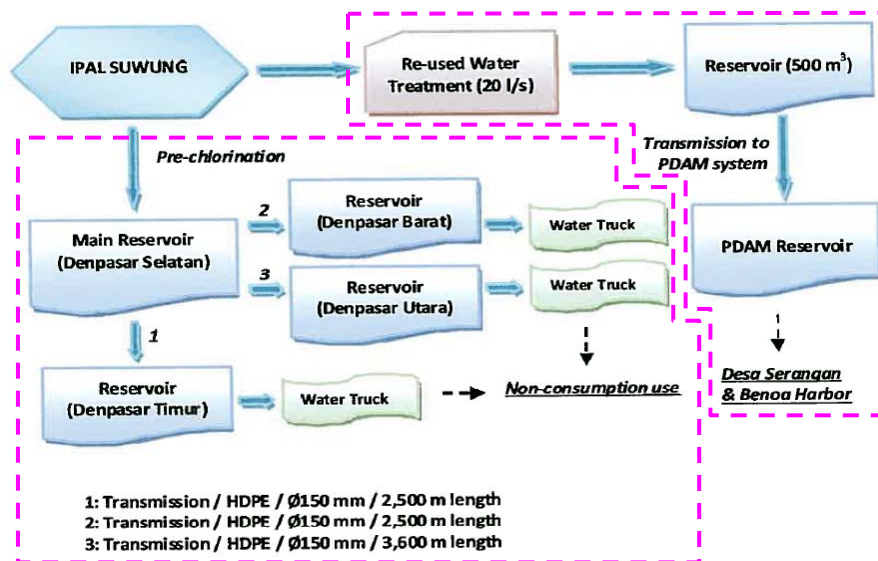 IPAL SUWUNG
Re-used Water
Treatment (20 l/s)
Reservoir (500 m³)
Pre-chlorination
Transmission to
PDAM system
Main Reservoir
(Denpasar Selatan)
2
Reservoir
(Denpasar Barat)
Water Truck
PDAM Reservoir
3
Reservoir
(Denpasar Utara)
Water Truck
1
Reservoir
(Denpasar Timur)
Water Truck
Non-consumption use
Desa Serangan
& Benoa Harbor
1: Transmission / HDPE / Ø150 mm / 2,500 m length
2: Transmission / HDPE / Ø150 mm / 2,500 m length
3: Transmission / HDPE / Ø150 mm / 3,600 m length